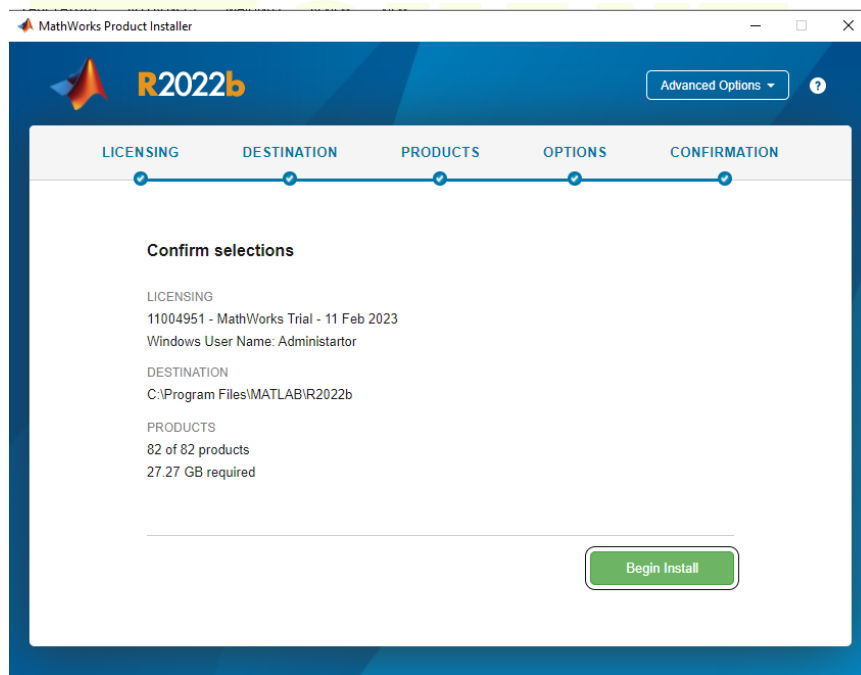 MathWorks Product Installer
R2022b
Advanced Options
?
LICENSING DESTINATION PRODUCTS OPTIONS CONFIRMATION
Confirm selections
LICENSING
11004951 - MathWorks Trial - 11 Feb 2023
Windows User Name: Administartor
DESTINATION
C:\Program Files\MATLAB\R2022b
PRODUCTS
82 of 82 products
27.27 GB required
Begin Install